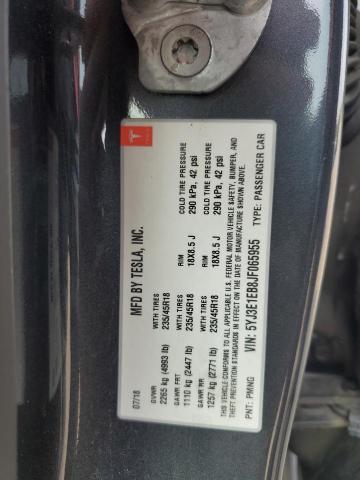 TESLA
MFD BY TESLA, INC.
07/18
GVWR
2265 kg (4993 lb)
GAWR FRT WITH TIRES RIM COLD TIRE PRESSURE
1110 kg (2447 lb) 235/45R18 18X8.5 J 290 kPa, 42 psi
GAWR RR WITH TIRES RIM COLD TIRE PRESSURE
1257 kg (2771 lb) 235/45R18 18X8.5 J 290 kPa, 42 psi
THIS VEHICLE CONFORMS TO ALL APPLICABLE U.S. FEDERAL MOTOR VEHICLE SAFETY, BUMPER, AND
THEFT PREVENTION STANDARDS IN EFFECT ON THE DATE OF MANUFACTURE SHOWN ABOVE.
PNT: PMNG VIN: 5YJ3E1EB8JF065955 TYPE: PASSENGER CAR